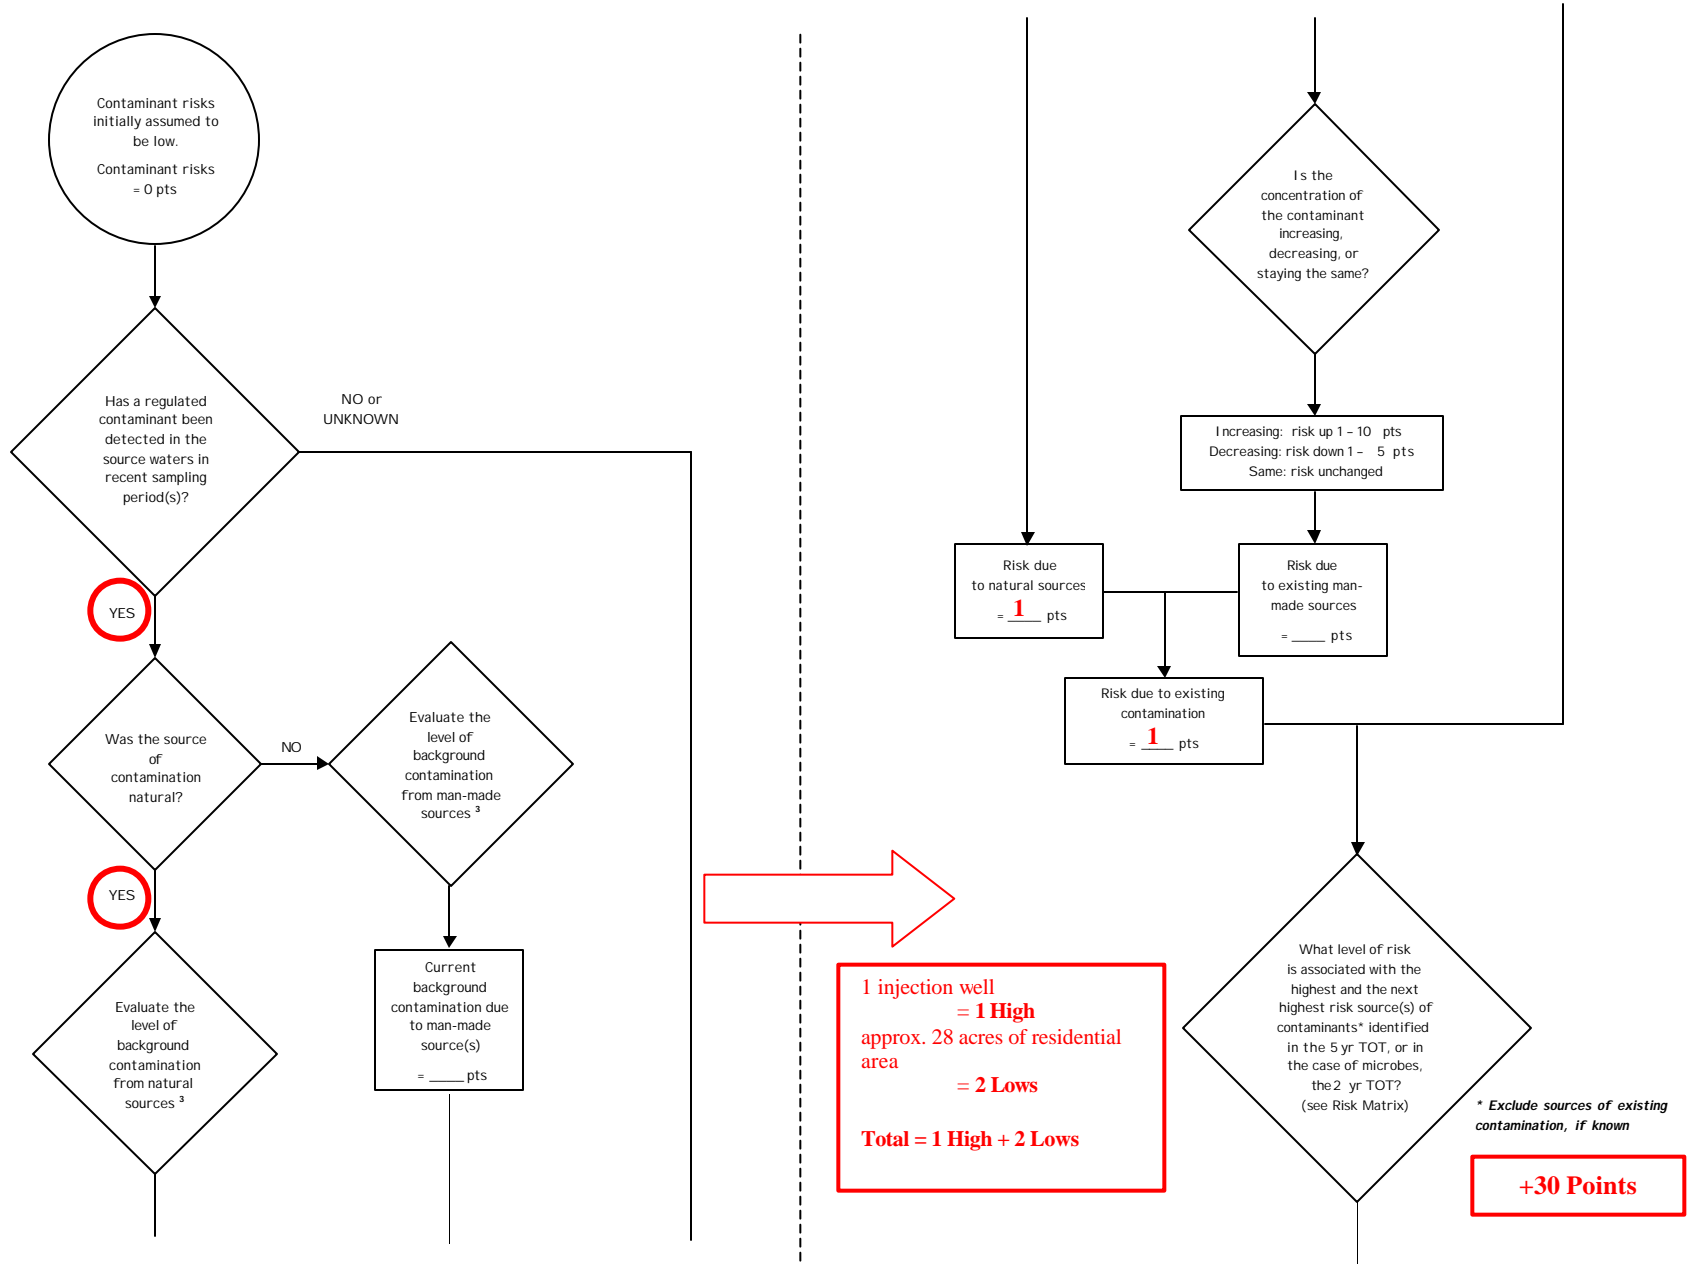 Contaminant risks
initially assumed to
be low.
Contaminant risks
= 0 pts
Has a regulated
contaminant been
detected in the
source waters in
recent sampling
period(s)?
NO or
UNKNOWN
YES
Was the source
of
contamination
natural?
NO
Evaluate the
level of
background
contamination
from man-made
sources 3
YES
Evaluate the
level of
background
contamination
from natural
sources 3
Current
background
contamination due
to man-made
source(s)
= _____ pts
Is the
concentration of
the contaminant
increasing,
decreasing, or
staying the same?
Increasing: risk up 1 – 10 pts
Decreasing: risk down 1 – 5 pts
Same: risk unchanged
Risk due
to natural sources
= 1 pts
Risk due
to existing man-
made sources
= _____ pts
Risk due to existing
contamination
= 1 pts
1 injection well
= 1 High
approx. 28 acres of residential
area
= 2 Lows
Total = 1 High + 2 Lows
What level of risk
is associated with the
highest and the next
highest risk source(s) of
contaminants* identified
in the 5 yr TOT, or in
the case of microbes,
the 2 yr TOT?
(see Risk Matrix)
* Exclude sources of existing
contamination, if known
+30 Points